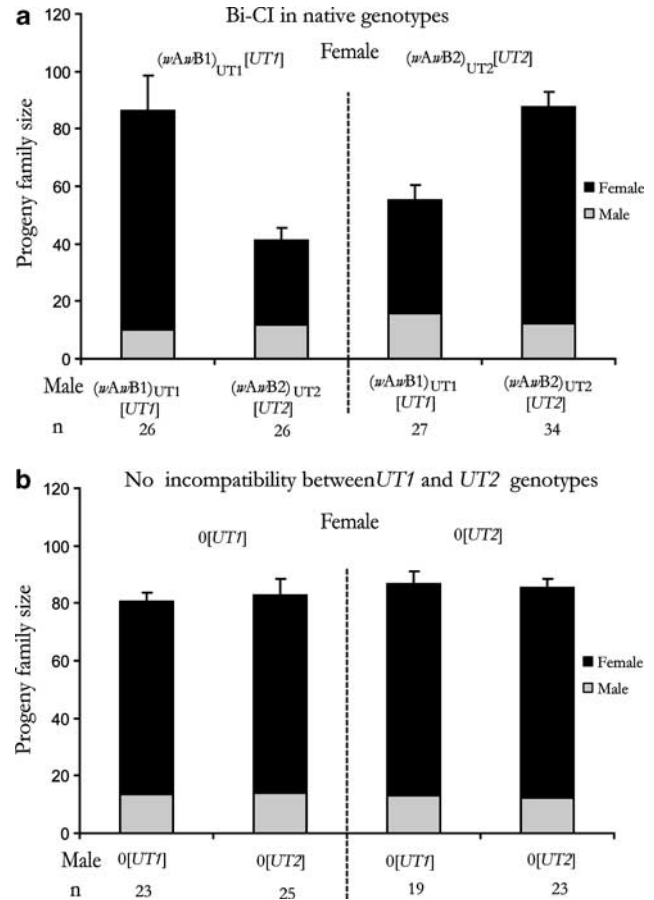 a
Bi-CI in native genotypes
120
100
80
60
40
20
0
Progeny family size
Female
(wAwB1)UT1[UT1]
(wAwB2)UT2[UT2]
Female
Male
Male (wAwB1)UT1 (wAwB2)UT2 (wAwB1)UT1 (wAwB2)UT2
[UT1] [UT2] [UT1] [UT2]
n 26 26 27 34
b
No incompatibility between UT1 and UT2 genotypes
120
100
80
60
40
20
0
Progeny family size
Female
0[UT1]
0[UT2]
Female
Male
Male 0[UT1] 0[UT2] 0[UT1] 0[UT2]
n 23 25 19 23